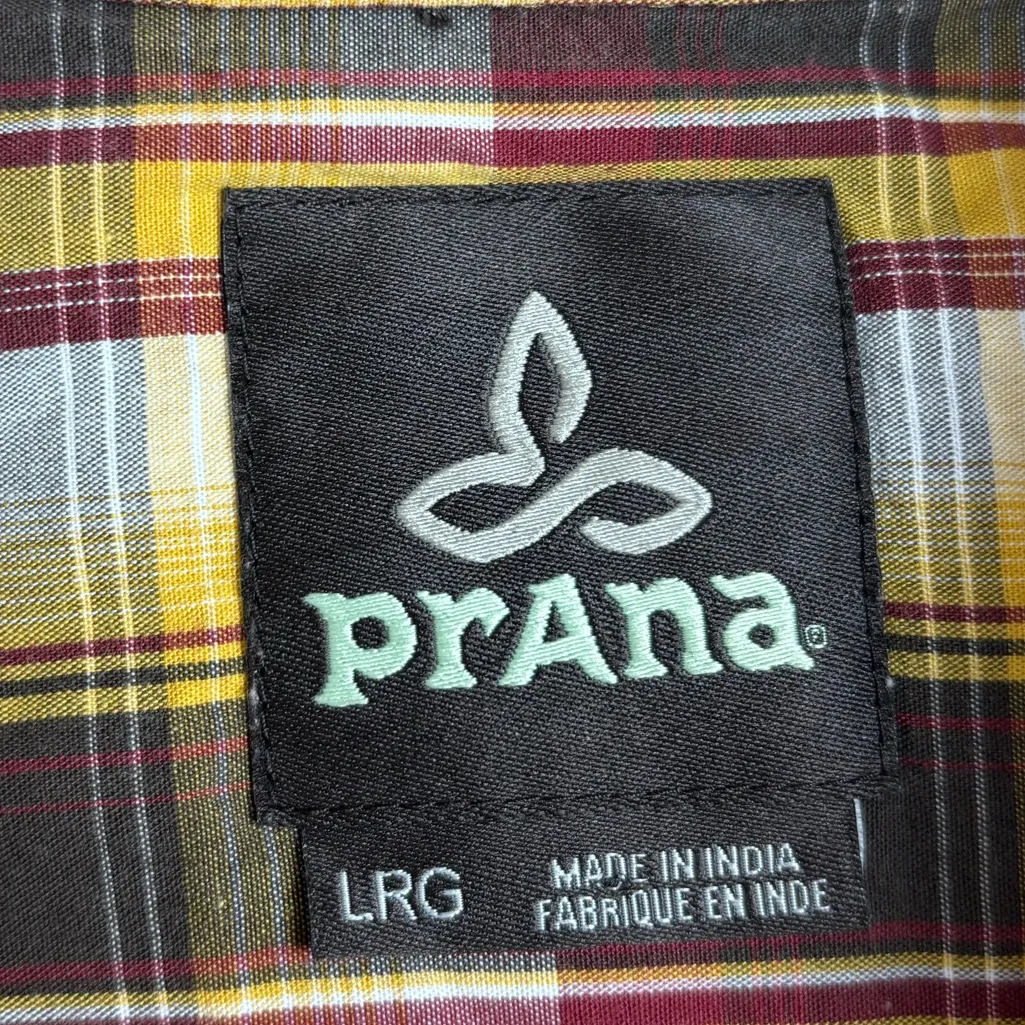 prAna®
LRG
MADE IN INDIA
FABRIQUE EN INDE